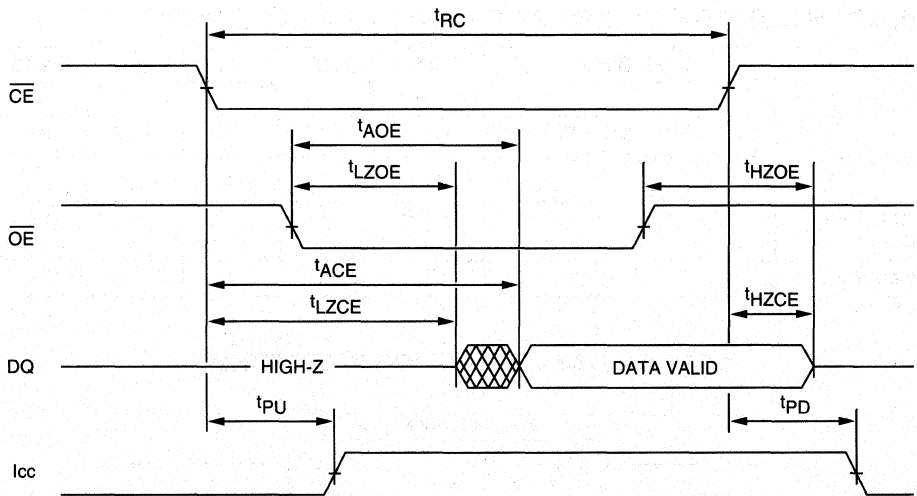 tRC
CE
tAOE
tLZOE
tHZOE
OE
tACE
tLZCE
tHZCE
DQ
HIGH-Z
DATA VALID
tPU
tPD
Icc